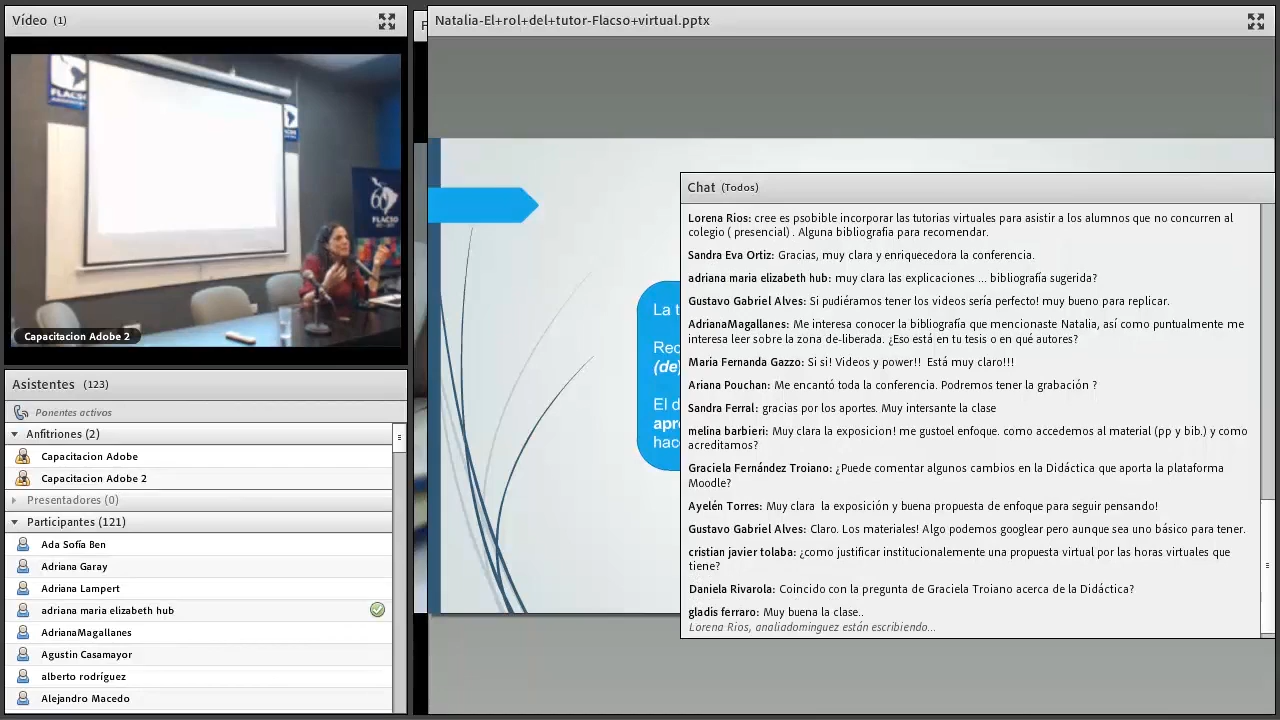 Vídeo (1)
FLACSO
FLACSO
Capacitacion Adobe 2
Asistentes (123)
Ponentes activos
Anfitriones (2)
Capacitacion Adobe
Capacitacion Adobe 2
Presentadores (0)
Participantes (121)
Ada Sofía Ben
Adriana Garay
Adriana Lampert
adriana maria elizabeth hub
AdrianaMagallanes
Agustin Casamayor
alberto rodríguez
Alejandro Macedo
F
Natalia-El+rol+del+tutor-Flacso+virtual.pptx
La t
Rec
(de)
El d
apr
hac
Chat (Todos)
Lorena Rios: cree es psobible incorporar las tutorias virtuales para asistir a los alumnos que no concurren al
colegio ( presencial) . Alguna bibliografia para recomendar.
Sandra Eva Ortiz: Gracias, muy clara y enriquecedora la conferencia.
adriana maria elizabeth hub: muy clara las explicaciones ... bibliografía sugerida?
Gustavo Gabriel Alves: Si pudiéramos tener los videos sería perfecto! muy bueno para replicar.
AdrianaMagallanes: Me interesa conocer la bibliografía que mencionaste Natalia, así como puntualmente me
interesa leer sobre la zona de-liberada. ¿Eso está en tu tesis o en qué autores?
Maria Fernanda Gazzo: Si si! Videos y power!! Está muy claro!!!
Ariana Pouchan: Me encantó toda la conferencia. Podremos tener la grabación ?
Sandra Ferral: gracias por los aportes. Muy intersante la clase
melina barbieri: Muy clara la exposicion! me gustoel enfoque. como accedemos al material (pp y bib.) y como
acreditamos?
Graciela Fernández Troiano: ¿Puede comentar algunos cambios en la Didáctica que aporta la plataforma
Moodle?
Ayelén Torres: Muy clara la exposición y buena propuesta de enfoque para seguir pensando!
Gustavo Gabriel Alves: Claro. Los materiales! Algo podemos googlear pero aunque sea uno básico para tener.
cristian javier tolaba: ¿como justificar institucionalemente una propuesta virtual por las horas virtuales que
tiene?
Daniela Rivarola: Coincido con la pregunta de Graciela Troiano acerca de la Didáctica?
gladis ferraro: Muy buena la clase..
Lorena Rios, analiadominguez están escribiendo...